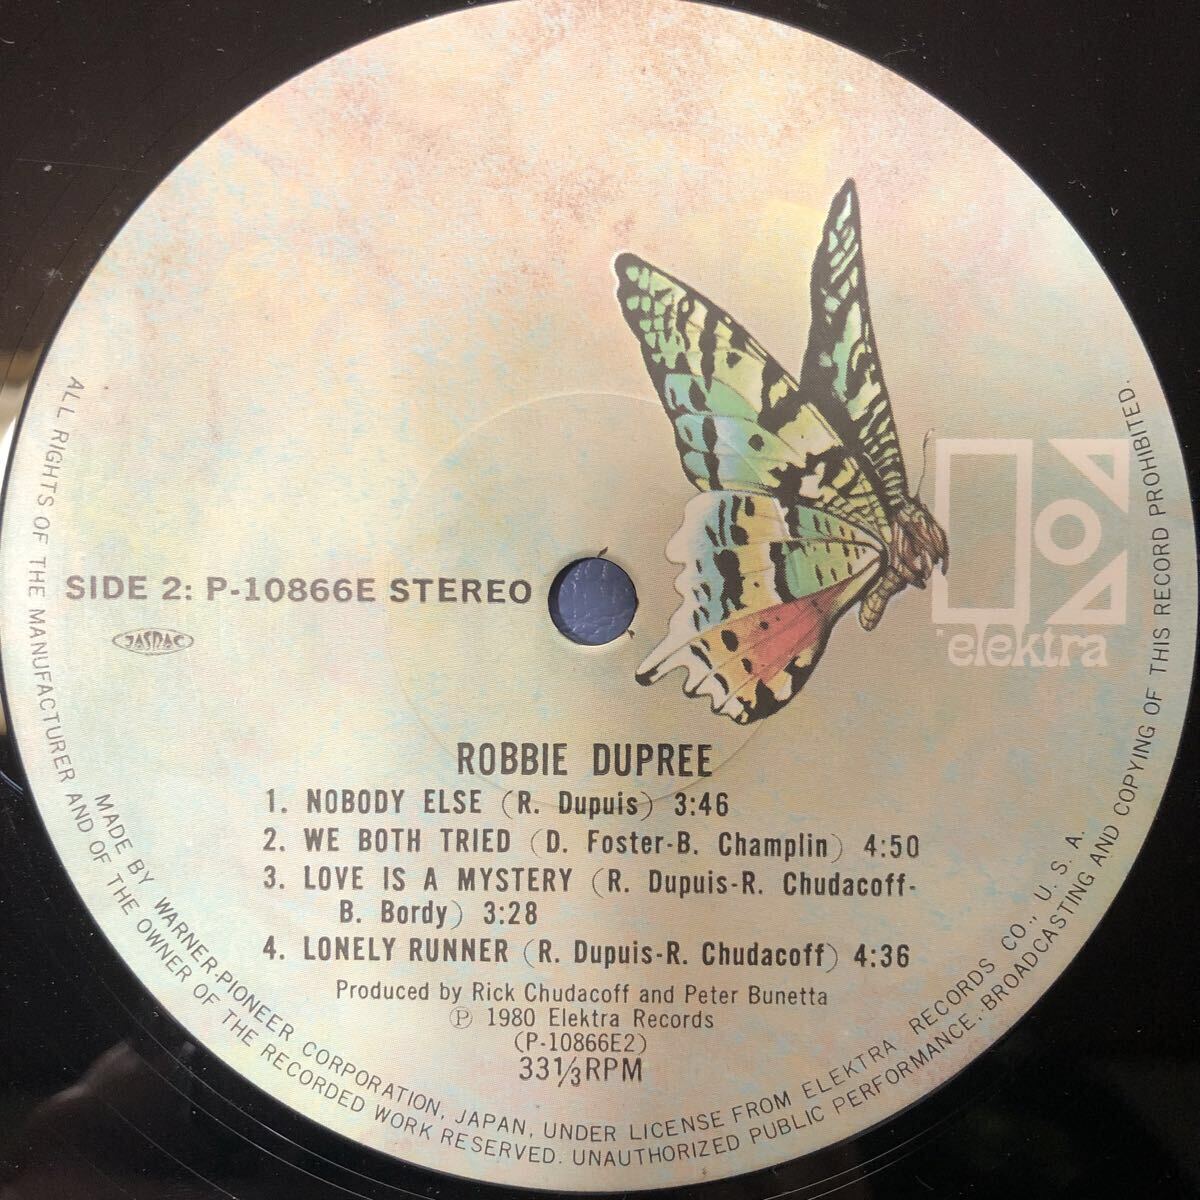 SIDE 2: P-10866E STEREO
JASRAC
elektra
ROBBIE DUPREE
1. NOBODY ELSE (R. Dupuis) 3:46
2. WE BOTH TRIED (D. Foster-B. Champlin) 4:50
3. LOVE IS A MYSTERY (R. Dupuis-R. Chudacoff-
B. Bordy) 3:28
4. LONELY RUNNER (R. Dupuis-R. Chudacoff) 4:36
Produced by Rick Chudacoff and Peter Bunetta
Ⓟ 1980 Elektra Records
(P-10866E2)
33⅓RPM
MADE BY WARNER-PIONEER CORPORATION, JAPAN, UNDER LICENSE FROM ELEKTRA RECORDS CO., U. S. A.
ALL RIGHTS OF THE MANUFACTURER AND OF THE OWNER OF THE RECORDED WORK RESERVED. UNAUTHORIZED PUBLIC PERFORMANCE, BROADCASTING AND COPYING OF THIS RECORD PROHIBITED.